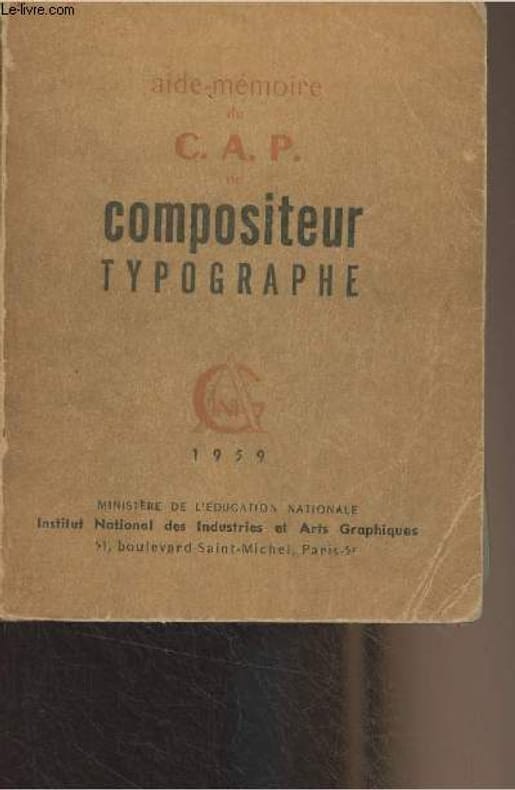 Le-livre.com
aide-mémoire
du
C. A. P.
de
compositeur
TYPOGRAPHE
1959
MINISTÈRE DE L'ÉDUCATION NATIONALE
Institut National des Industries et Arts Graphiques
51, boulevard Saint-Michel, Paris-5e